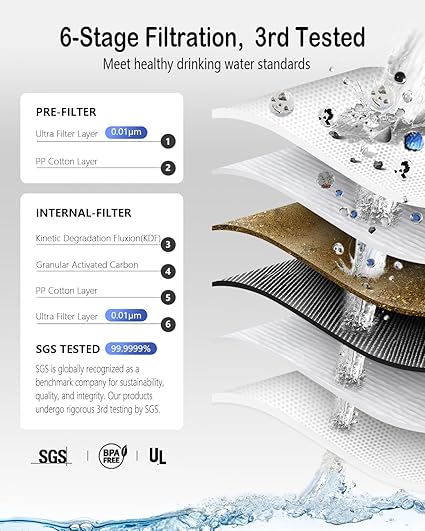 6-Stage Filtration, 3rd Tested
Meet healthy drinking water standards
PRE-FILTER
Ultra Filter Layer 0.01μm 1
PP Cotton Layer 2
INTERNAL-FILTER
Kinetic Degradation Fluxion(KDF) 3
Granular Activated Carbon 4
PP Cotton Layer 5
Ultra Filter Layer 0.01μm 6
SGS TESTED 99.9999%
SGS is globally recognized as a
benchmark company for sustainability,
quality, and integrity. Our products
undergo rigorous 3rd testing by SGS.
SGS BPA FREE UL